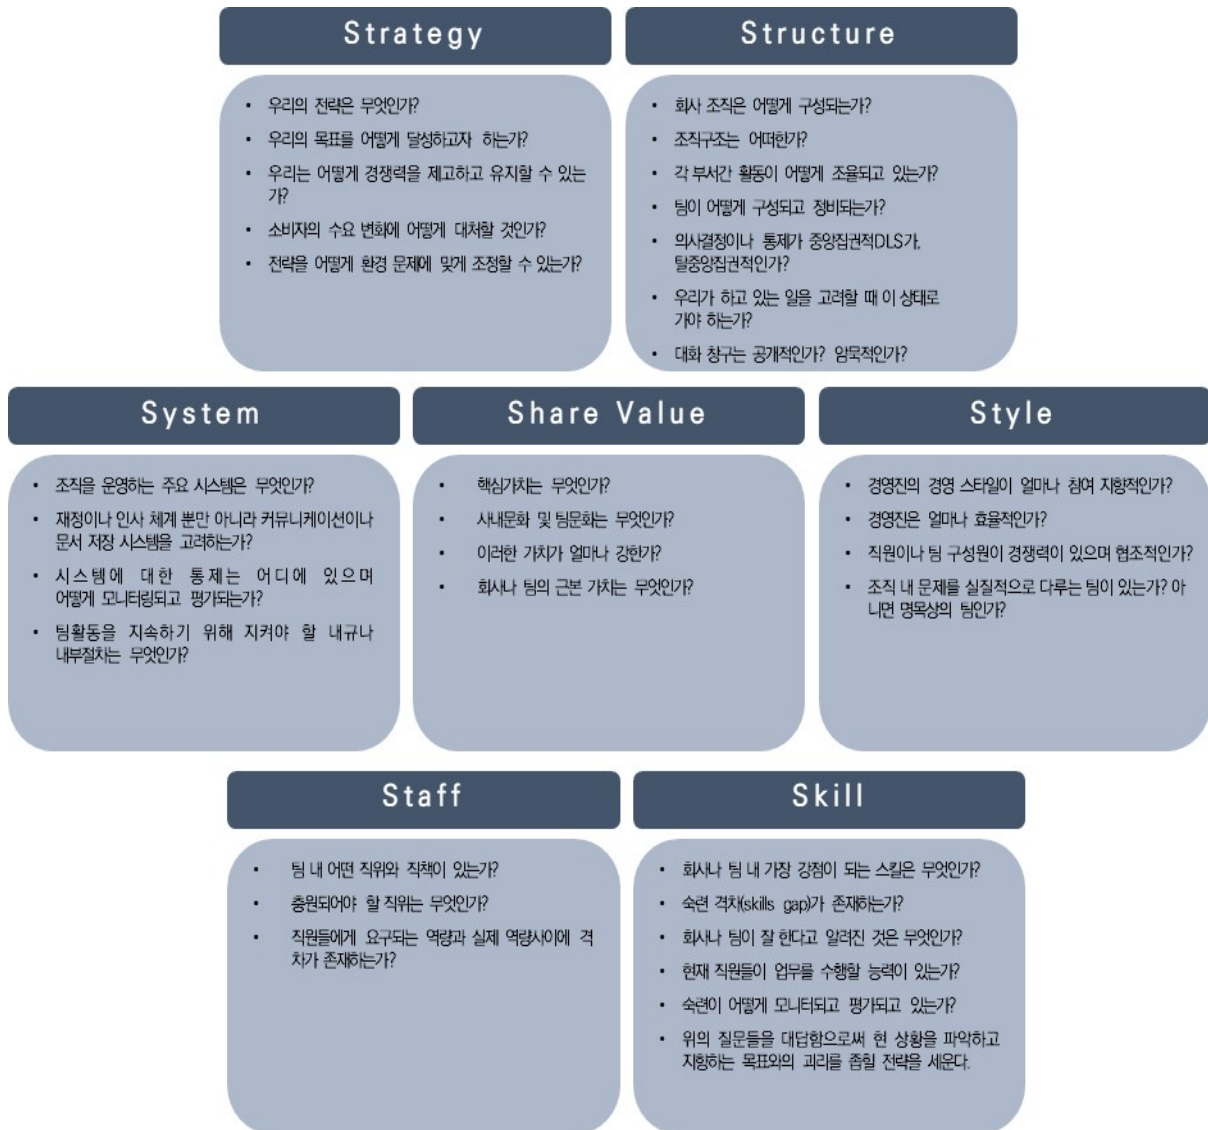 Strategy
• 우리의 전략은 무엇인가?
• 우리의 목표를 어떻게 달성하고자 하는가?
• 우리는 어떻게 경쟁력을 제고하고 유지할 수 있는
가?
• 소비자의 수요 변화에 어떻게 대처할 것인가?
• 전략을 어떻게 환경 문제에 맞게 조정할 수 있는가?
Structure
• 회사 조직은 어떻게 구성되는가?
• 조직구조는 어떠한가?
• 각 부서간 활동이 어떻게 조율되고 있는가?
• 팀이 어떻게 구성되고 정비되는가?
• 의사결정이나 통제가 중앙집권적DLS가,
탈중앙집권적인가?
• 우리가 하고 있는 일을 고려할 때 이 상태로
가야 하는가?
• 대화 창구는 공개적인가? 암묵적인가?
System
• 조직을 운영하는 주요 시스템은 무엇인가?
• 재정이나 인사 체계 뿐만 아니라 커뮤니케이션이나
문서 저장 시스템을 고려하는가?
• 시스템에 대한 통제는 어디에 있으며
어떻게 모니터링되고 평가되는가?
• 팀활동을 지속하기 위해 지켜야 할 내규나
내부절차는 무엇인가?
Share Value
• 핵심가치는 무엇인가?
• 사내문화 및 팀문화는 무엇인가?
• 이러한 가치가 얼마나 강한가?
• 회사나 팀의 근본 가치는 무엇인가?
Style
• 경영진의 경영 스타일이 얼마나 참여 지향적인가?
• 경영진은 얼마나 효율적인가?
• 직원이나 팀 구성원이 경쟁력이 있으며 협조적인가?
• 조직 내 문제를 실질적으로 다루는 팀이 있는가? 아
니면 명목상의 팀인가?
Staff
• 팀 내 어떤 직위와 직책이 있는가?
• 충원되어야 할 직위는 무엇인가?
• 직원들에게 요구되는 역량과 실제 역량사이에 격
차가 존재하는가?
Skill
• 회사나 팀 내 가장 강점이 되는 스킬은 무엇인가?
• 숙련 격차(skills gap)가 존재하는가?
• 회사나 팀이 잘 한다고 알려진 것은 무엇인가?
• 현재 직원들이 업무를 수행할 능력이 있는가?
• 숙련이 어떻게 모니터되고 평가되고 있는가?
• 위의 질문들을 대답함으로써 현 상황을 파악하고
지향하는 목표와의 괴리를 좁힐 전략을 세운다.